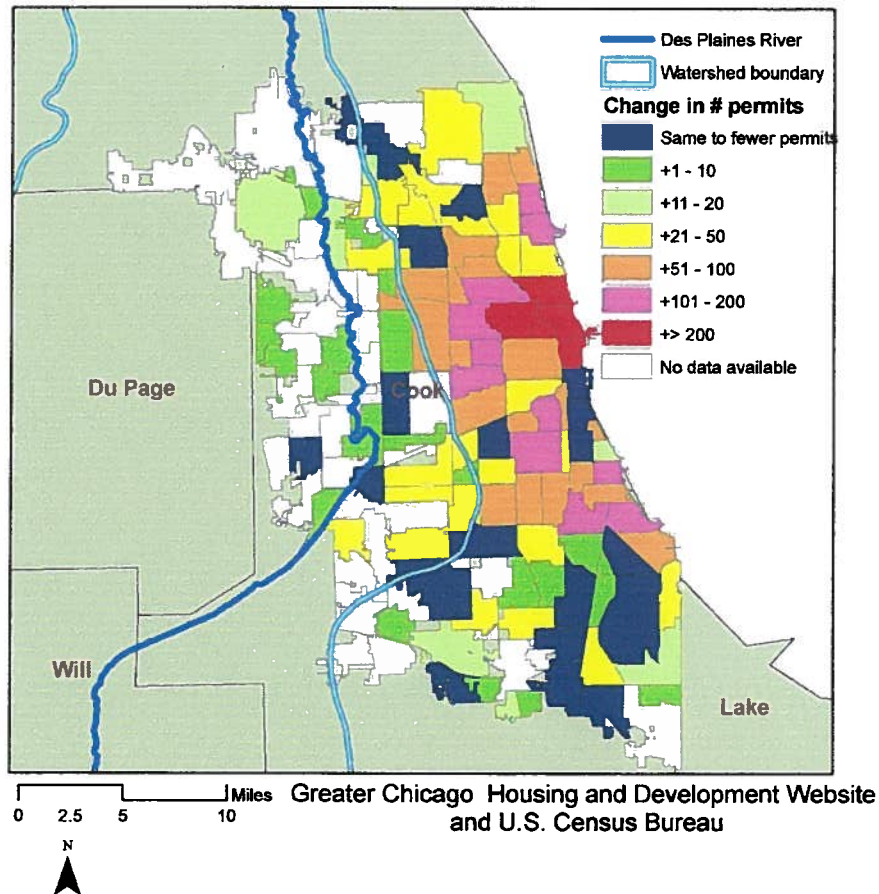 Des Plaines River
Watershed boundary
Change in # permits
Same to fewer permits
+1 - 10
+11 - 20
+21 - 50
+51 - 100
+101 - 200
+> 200
No data available
Du Page
Cook
Will
Lake
Miles
0 2.5 5 10
Greater Chicago Housing and Development Website
and U.S. Census Bureau
N